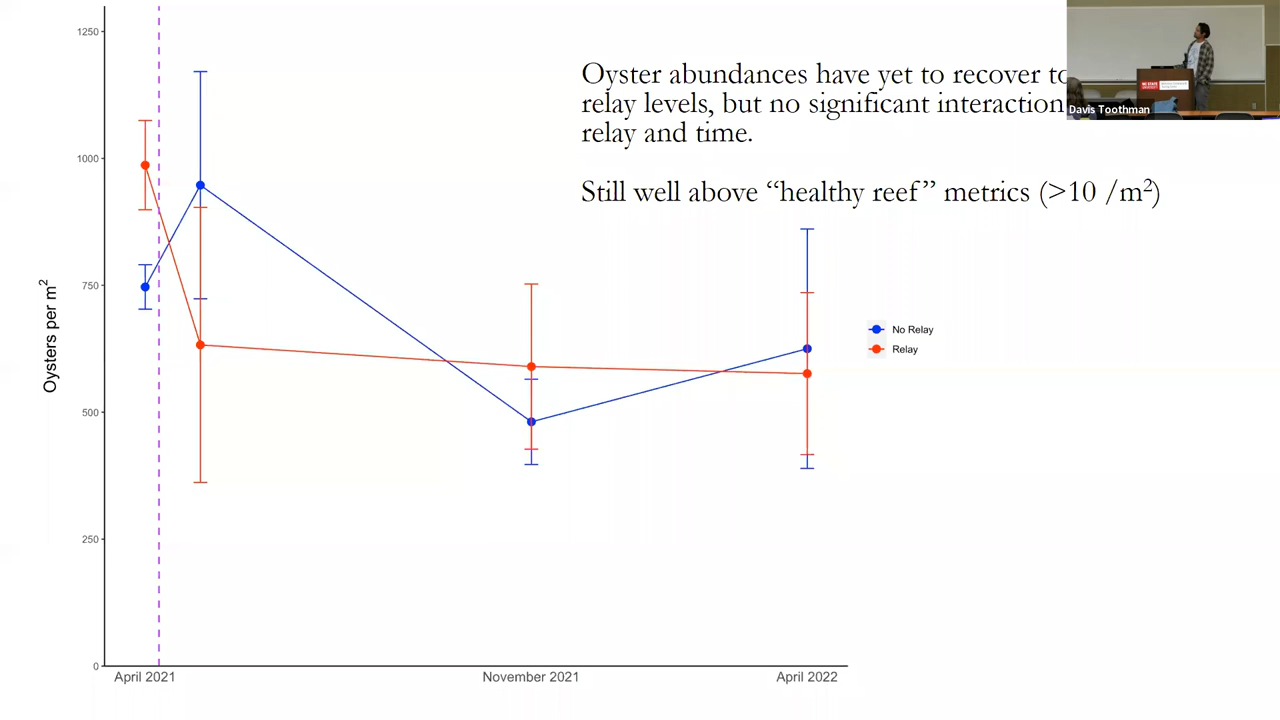 Oyster abundances have yet to recover to
relay levels, but no significant interaction
relay and time.
Still well above “healthy reef” metrics (>10 /m²)
Davis Toothman
1250
1000
750
500
250
0
Oysters per m²
April 2021
November 2021
April 2022
No Relay
Relay